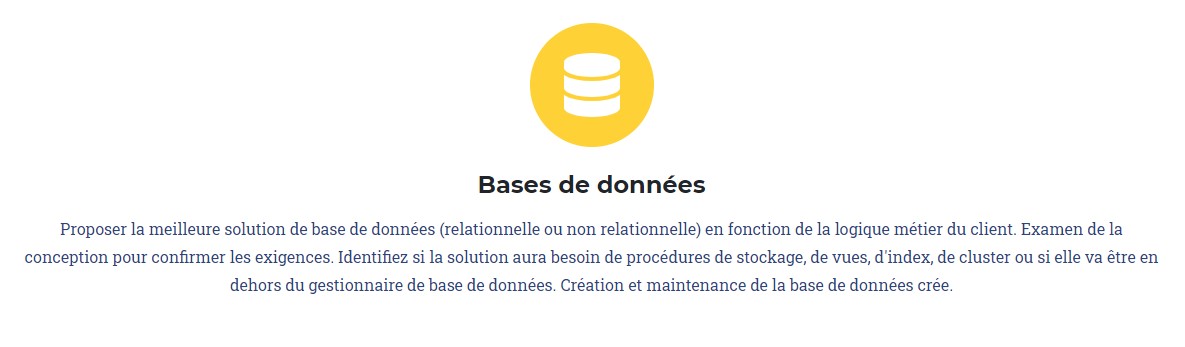 Bases de données
Proposer la meilleure solution de base de données (relationnelle ou non relationnelle) en fonction de la logique métier du client. Examen de la
conception pour confirmer les exigences. Identifiez si la solution aura besoin de procédures de stockage, de vues, d'index, de cluster ou si elle va être en
dehors du gestionnaire de base de données. Création et maintenance de la base de données crée.